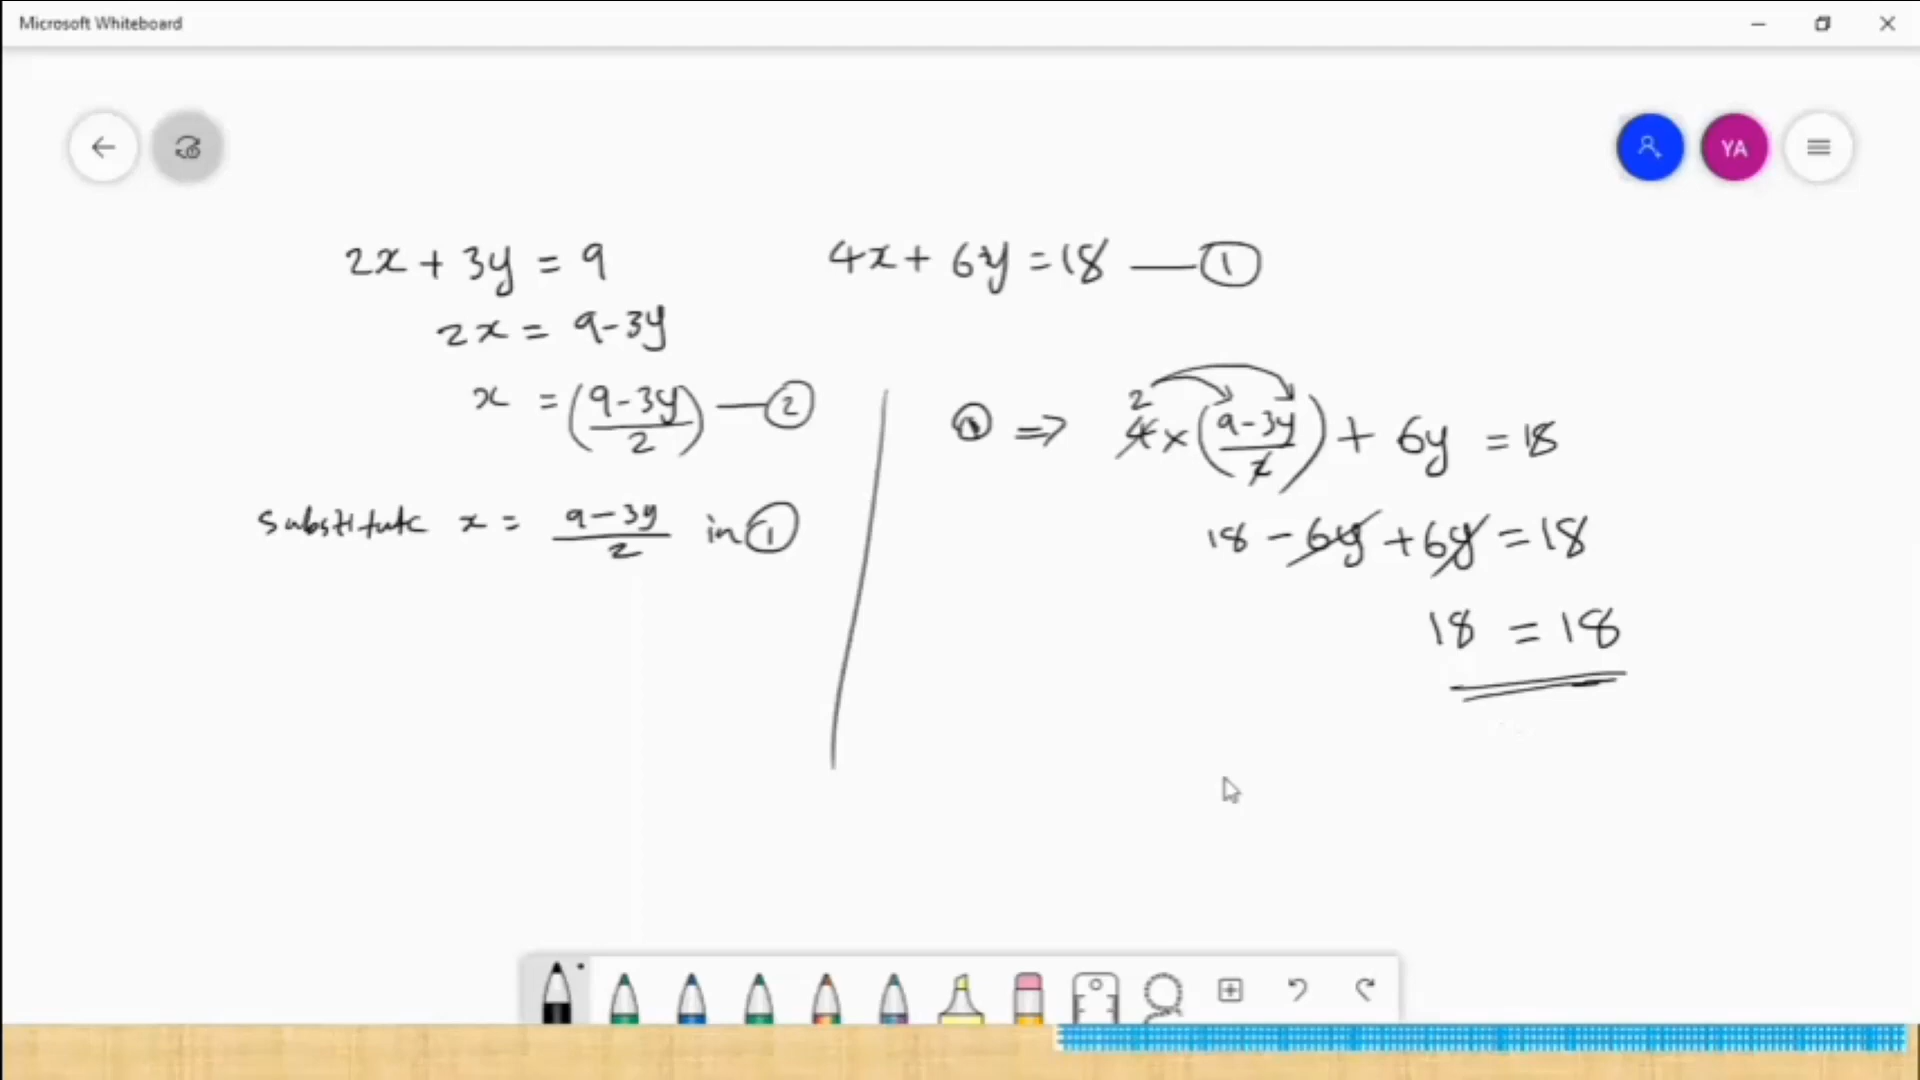 Microsoft Whiteboard
YA
2x + 3y = 9
4x + 6y = 18 — ①
2x = 9-3y
x = (9-3y/2) — ②
substitute x = 9-3y/2 in ①
① ⇒ 2 4x(9-3y/2) + 6y = 18
18 - 6y + 6y = 18
18 = 18